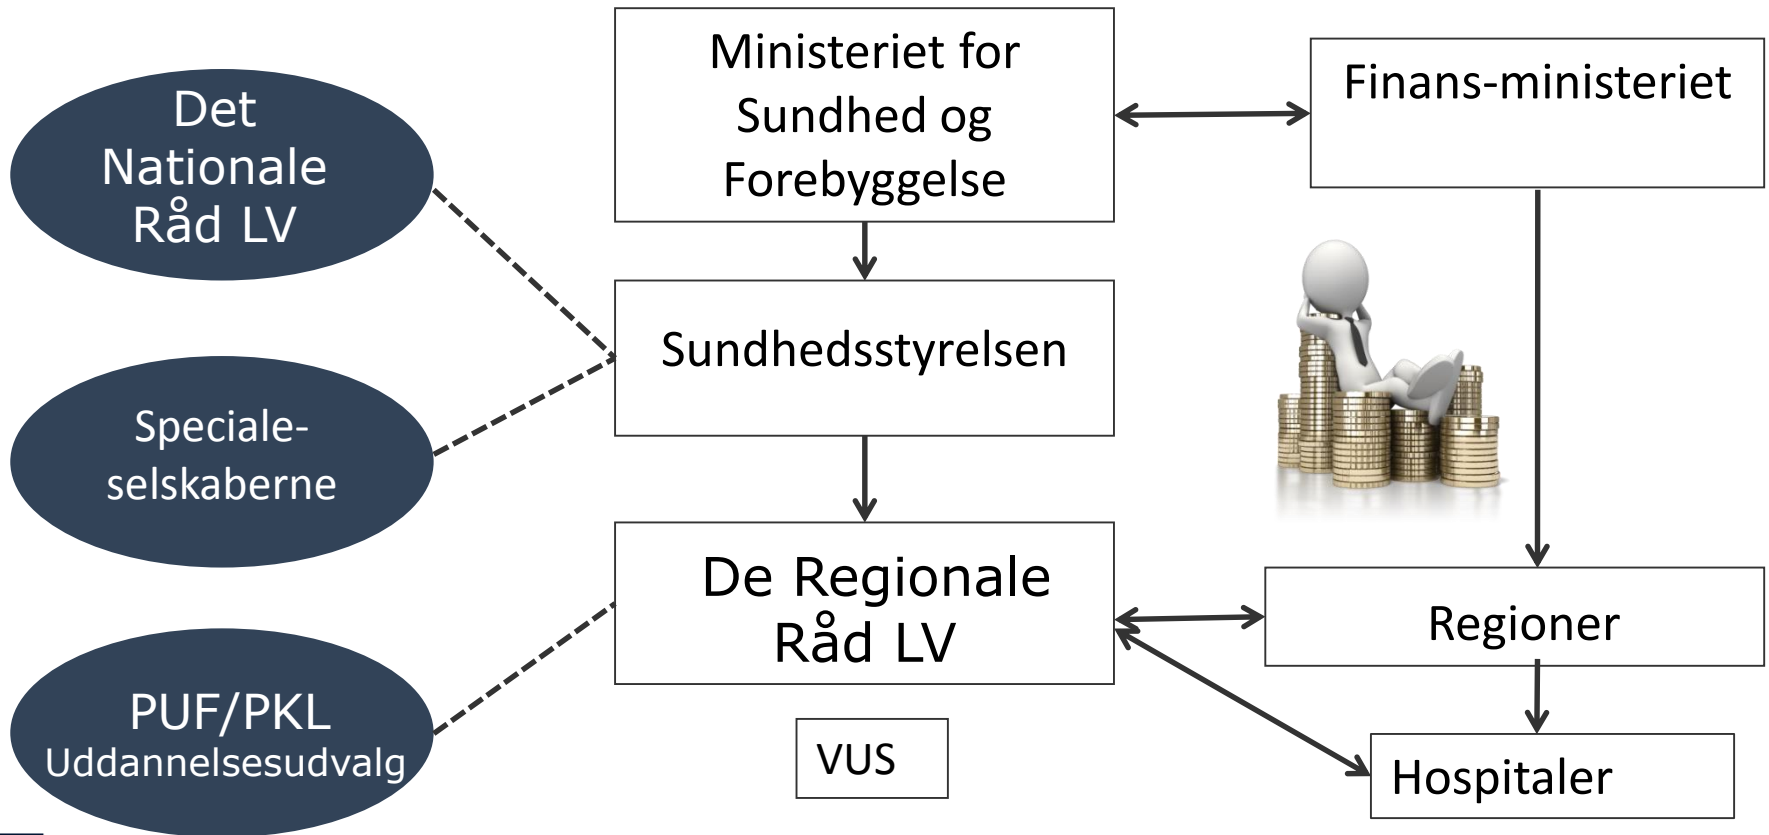 Det
Nationale
Råd LV
Speciale-
selskaberne
PUF/PKL
Uddannelsesudvalg
Ministeriet for
Sundhed og
Forebyggelse
Sundhedsstyrelsen
De Regionale
Råd LV
VUS
Finans-ministeriet
Regioner
Hospitaler